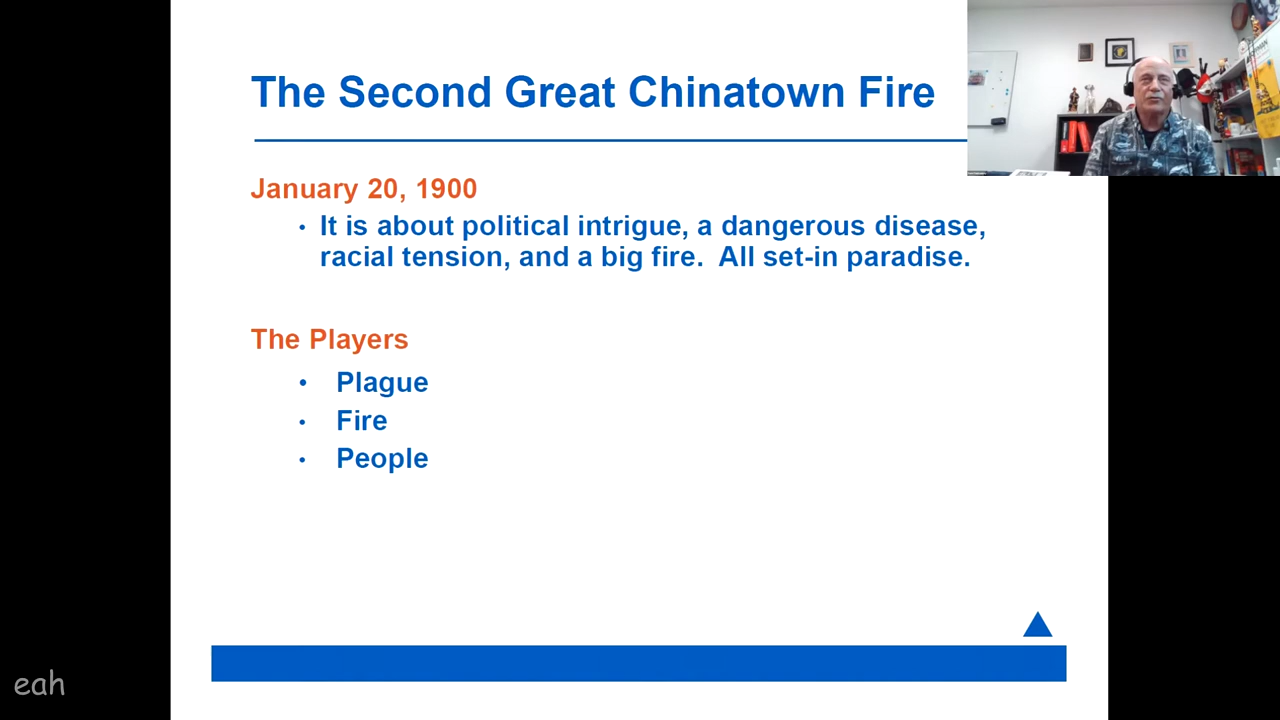 The Second Great Chinatown Fire
January 20, 1900
• It is about political intrigue, a dangerous disease,
racial tension, and a big fire.  All set-in paradise.
The Players
• Plague
• Fire
• People
eah